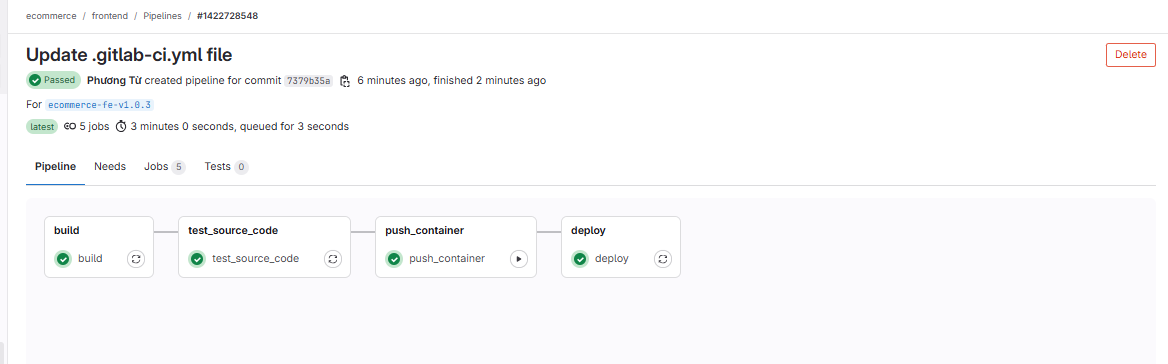 ecommerce / frontend / Pipelines / #1422728548
Update .gitlab-ci.yml file
Delete
Passed Phương Từ created pipeline for commit 7379b35a 6 minutes ago, finished 2 minutes ago
For ecommerce-fe-v1.0.3
latest 5 jobs 3 minutes 0 seconds, queued for 3 seconds
Pipeline Needs Jobs 5 Tests 0
build test_source_code push_container deploy
build test_source_code push_container deploy